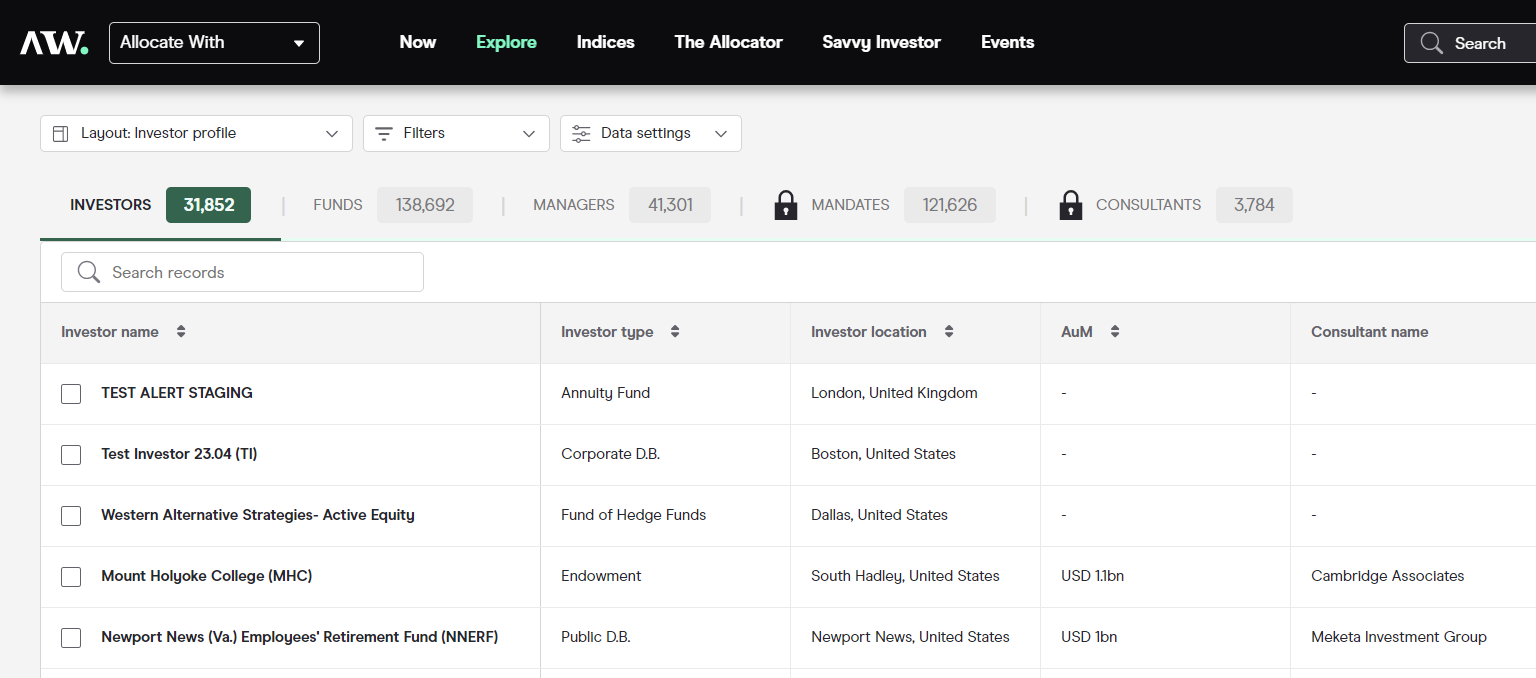 AW.
Allocate With
Now Explore Indices The Allocator Savvy Investor Events
Search
Layout: Investor profile Filters Data settings
INVESTORS 31,852 | FUNDS 138,692 | MANAGERS 41,301 | MANDATES 121,626 | CONSULTANTS 3,784
Search records
Investor name Investor type Investor location AuM Consultant name
TEST ALERT STAGING Annuity Fund London, United Kingdom - -
Test Investor 23.04 (TI) Corporate D.B. Boston, United States - -
Western Alternative Strategies- Active Equity Fund of Hedge Funds Dallas, United States - -
Mount Holyoke College (MHC) Endowment South Hadley, United States USD 1.1bn Cambridge Associates
Newport News (Va.) Employees' Retirement Fund (NNERF) Public D.B. Newport News, United States USD 1bn Meketa Investment Group